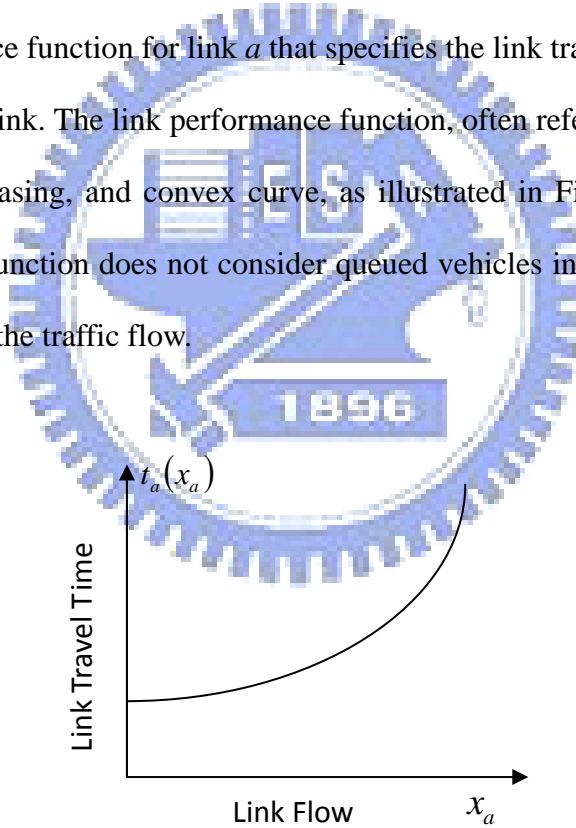 ce function for link a that specifies the link tra
ink. The link performance function, often refe
easing, and convex curve, as illustrated in Fi
unction does not consider queued vehicles in
the traffic flow.
ES
1896
t_a(x_a)
Link Travel Time
Link Flow
x_a